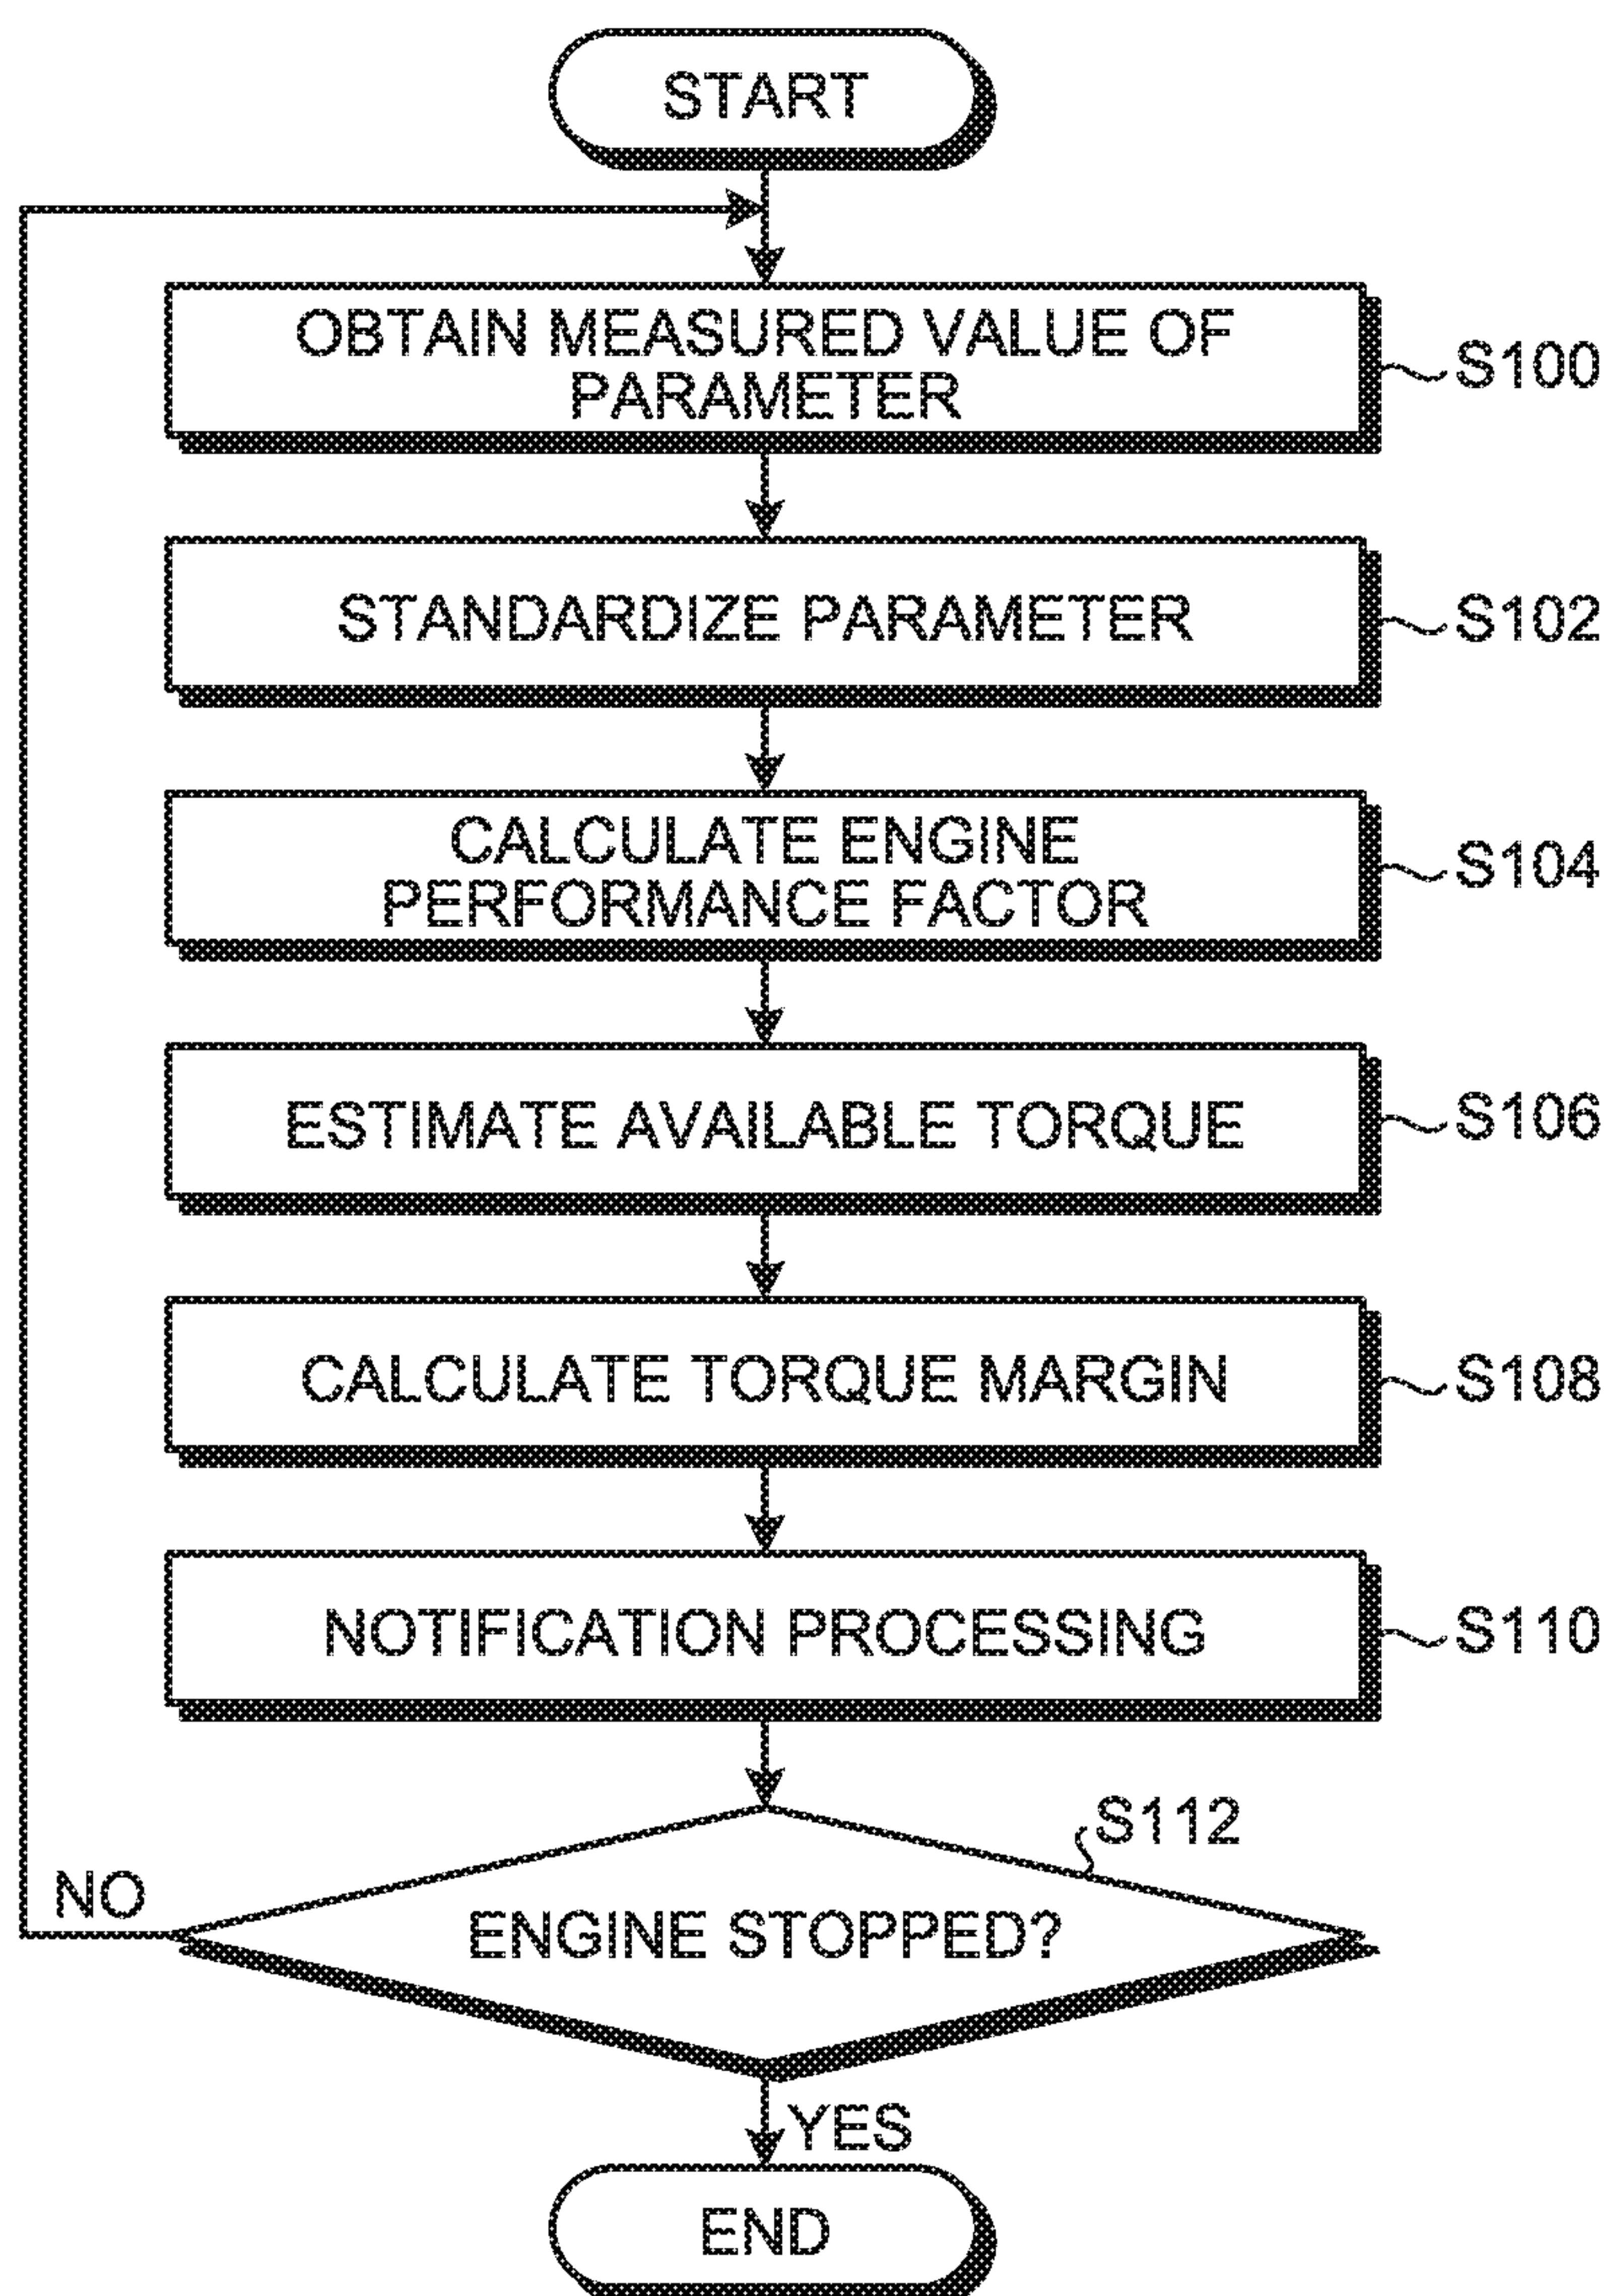 START
OBTAIN MEASURED VALUE OF
PARAMETER
S100
STANDARDIZE PARAMETER
S102
CALCULATE ENGINE
PERFORMANCE FACTOR
S104
ESTIMATE AVAILABLE TORQUE
S106
CALCULATE TORQUE MARGIN
S108
NOTIFICATION PROCESSING
S110
S112
NO
ENGINE STOPPED?
YES
END